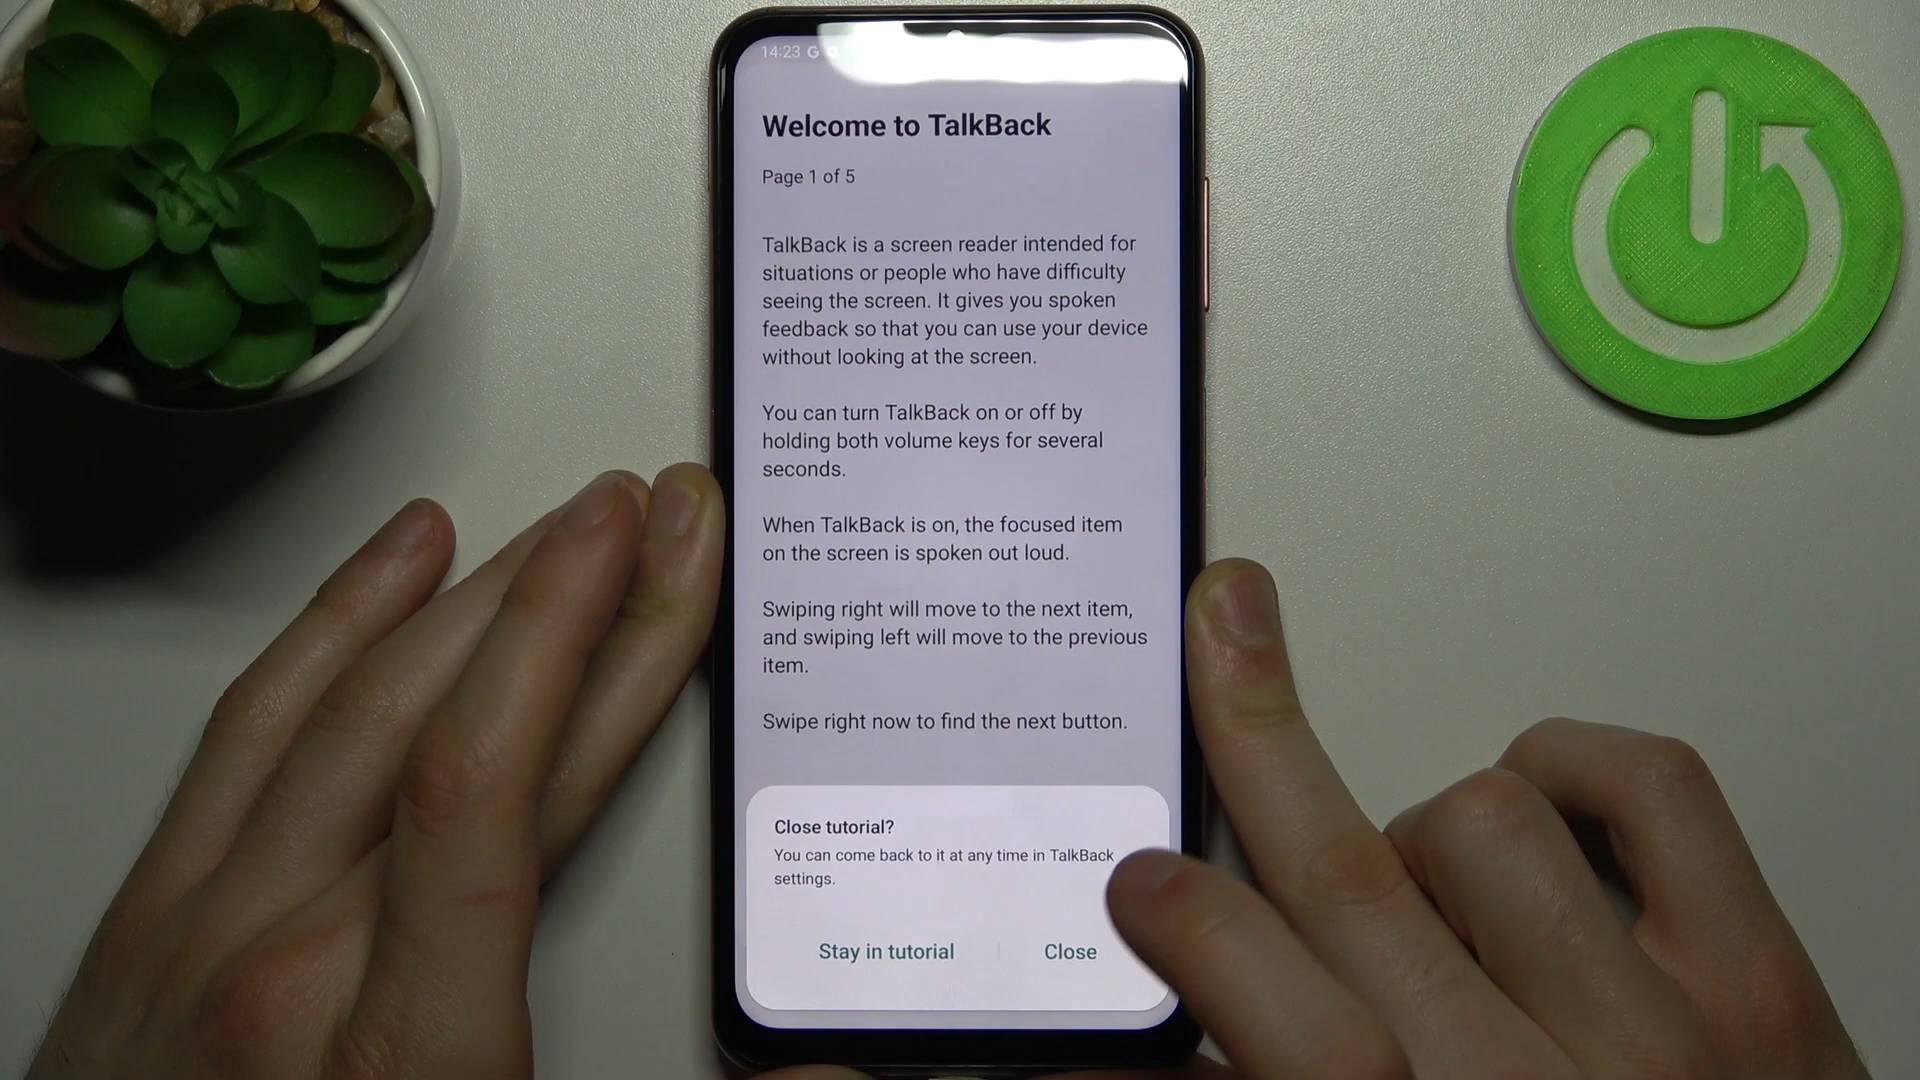 14:23 G
Welcome to TalkBack
Page 1 of 5
TalkBack is a screen reader intended for
situations or people who have difficulty
seeing the screen. It gives you spoken
feedback so that you can use your device
without looking at the screen.
You can turn TalkBack on or off by
holding both volume keys for several
seconds.
When TalkBack is on, the focused item
on the screen is spoken out loud.
Swiping right will move to the next item,
and swiping left will move to the previous
item.
Swipe right now to find the next button.
Close tutorial?
You can come back to it at any time in TalkBack
settings.
Stay in tutorial
Close